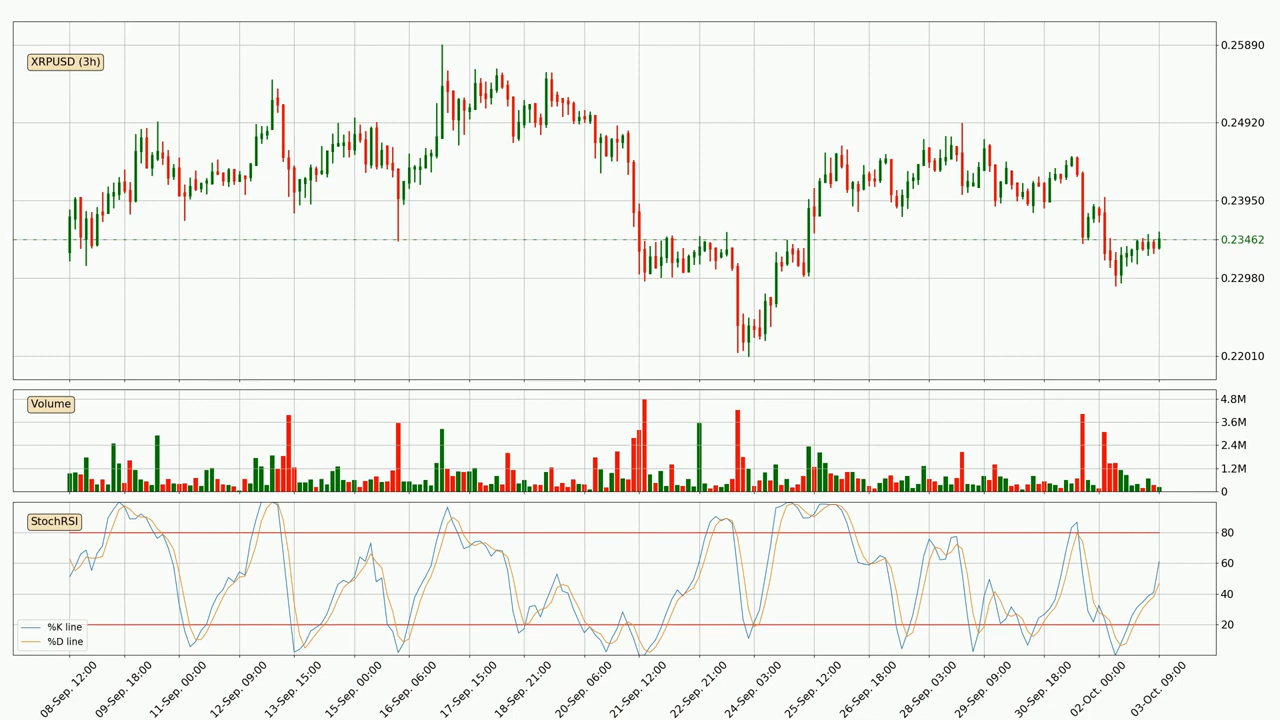 XRPUSD (3h)
0.25890
0.24920
0.23950
0.23462
0.22980
0.22010
Volume
4.8M
3.6M
2.4M
1.2M
0
StochRSI
80
60
40
20
%K line
%D line
08-Sep. 12:00
09-Sep. 18:00
11-Sep. 00:00
12-Sep. 09:00
13-Sep. 15:00
15-Sep. 00:00
16-Sep. 06:00
17-Sep. 15:00
18-Sep. 21:00
20-Sep. 06:00
21-Sep. 12:00
22-Sep. 21:00
24-Sep. 03:00
25-Sep. 12:00
26-Sep. 18:00
28-Sep. 03:00
29-Sep. 09:00
30-Sep. 18:00
02-Oct. 00:00
03-Oct. 09:00